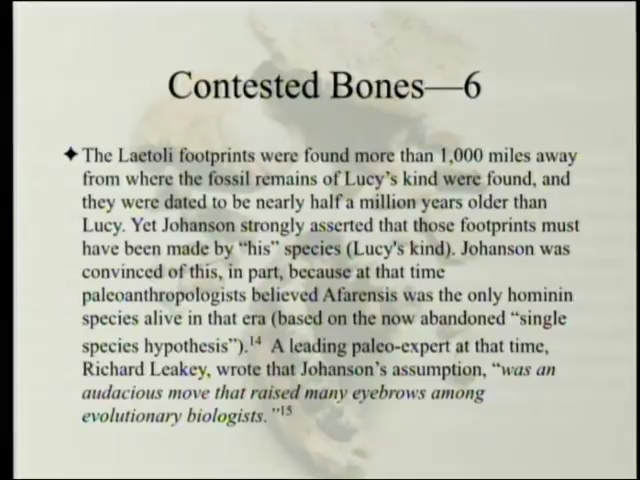 Contested Bones—6
✦ The Laetoli footprints were found more than 1,000 miles away
from where the fossil remains of Lucy’s kind were found, and
they were dated to be nearly half a million years older than
Lucy. Yet Johanson strongly asserted that those footprints must
have been made by “his” species (Lucy's kind). Johanson was
convinced of this, in part, because at that time
paleoanthropologists believed Afarensis was the only hominin
species alive in that era (based on the now abandoned “single
species hypothesis”).14 A leading paleo-expert at that time,
Richard Leakey, wrote that Johanson’s assumption, “was an
audacious move that raised many eyebrows among
evolutionary biologists.”15